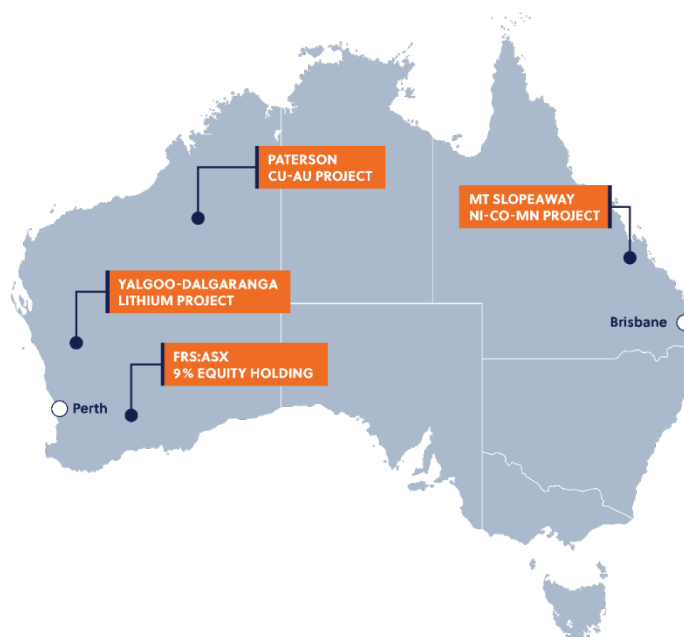 PATERSON
CU-AU PROJECT
MT SLOPEAWAY
NI-CO-MN PROJECT
YALGOO-DALGARANGA
LITHIUM PROJECT
Brisbane
FRS:ASX
9% EQUITY HOLDING
Perth